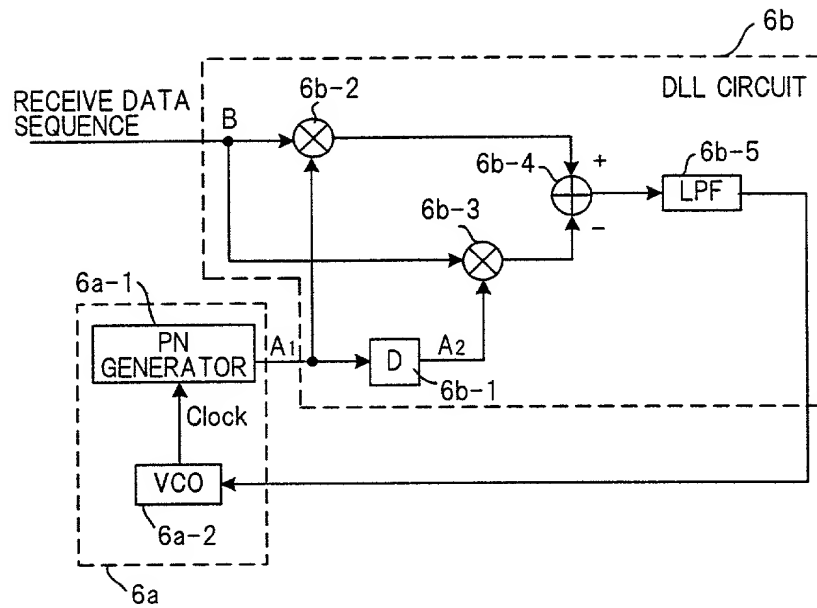 6b
6b-2
DLL CIRCUIT
RECEIVE DATA
SEQUENCE
B
6b-4
+
6b-5
LPF
6b-3
-
6a-1
PN
GENERATOR
A1
D
A2
6b-1
Clock
VCO
6a-2
6a